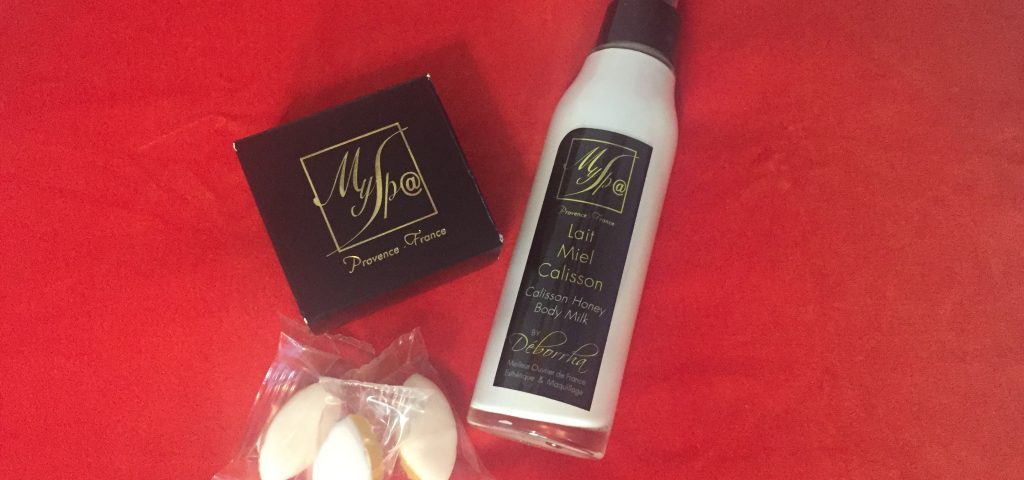 MySp@
Provence . France
MySp@
Provence . France
Lait
Miel
Calisson
Calisson Honey
Body Milk
BY
Déborrha
Meilleur Ouvrier de France
Esthétique & Maquillage